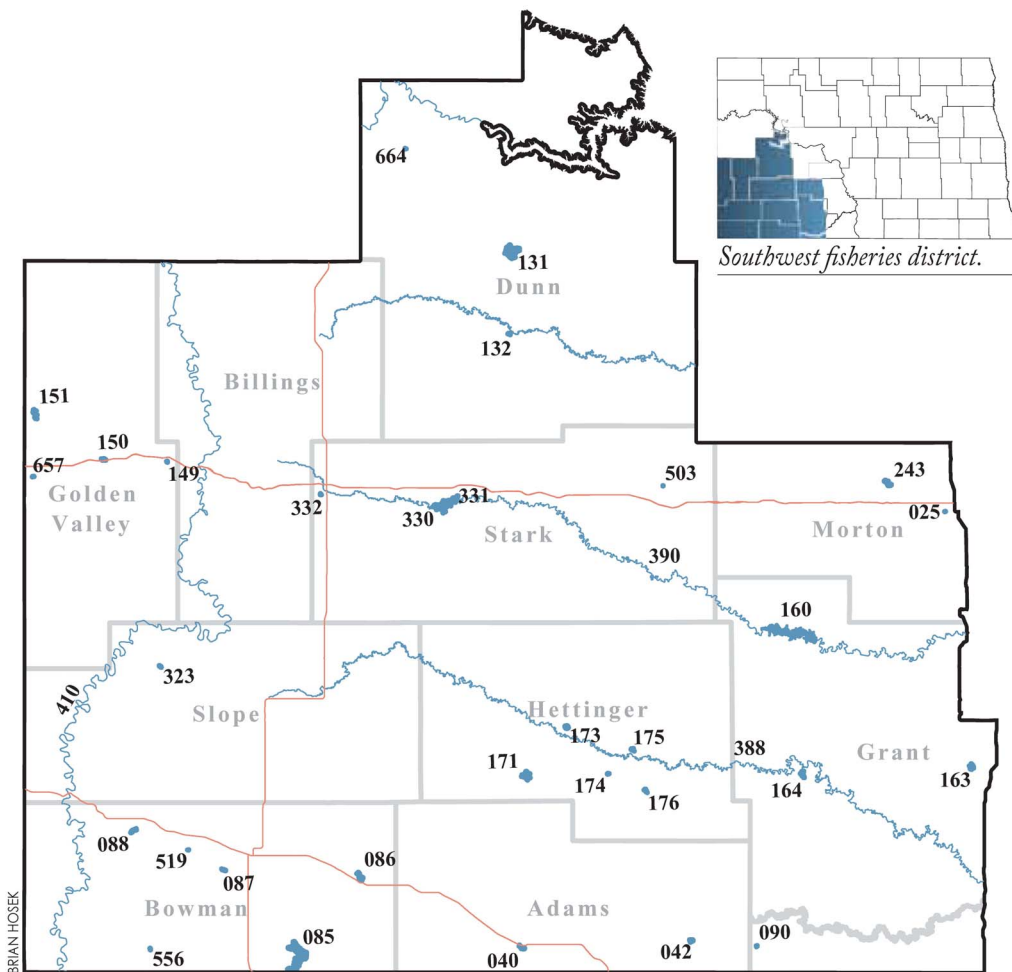 664
131
Dunn
Southwest fisheries district.
132
Billings
151
150
657
149
Golden
Valley
332
330
331
Stark
503
243
025
Morton
390
160
323
410
Slope
Hettinger
173
175
388
Grant
171
174
176
164
163
088
519
087
086
Bowman
Adams
085
556
040
042
090
BRIAN HOSEK